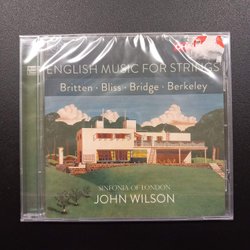 ENGLISH MUSIC FOR STRINGS
Britten · Bliss · Bridge · Berkeley
SINFONIA OF LONDON
JOHN WILSON